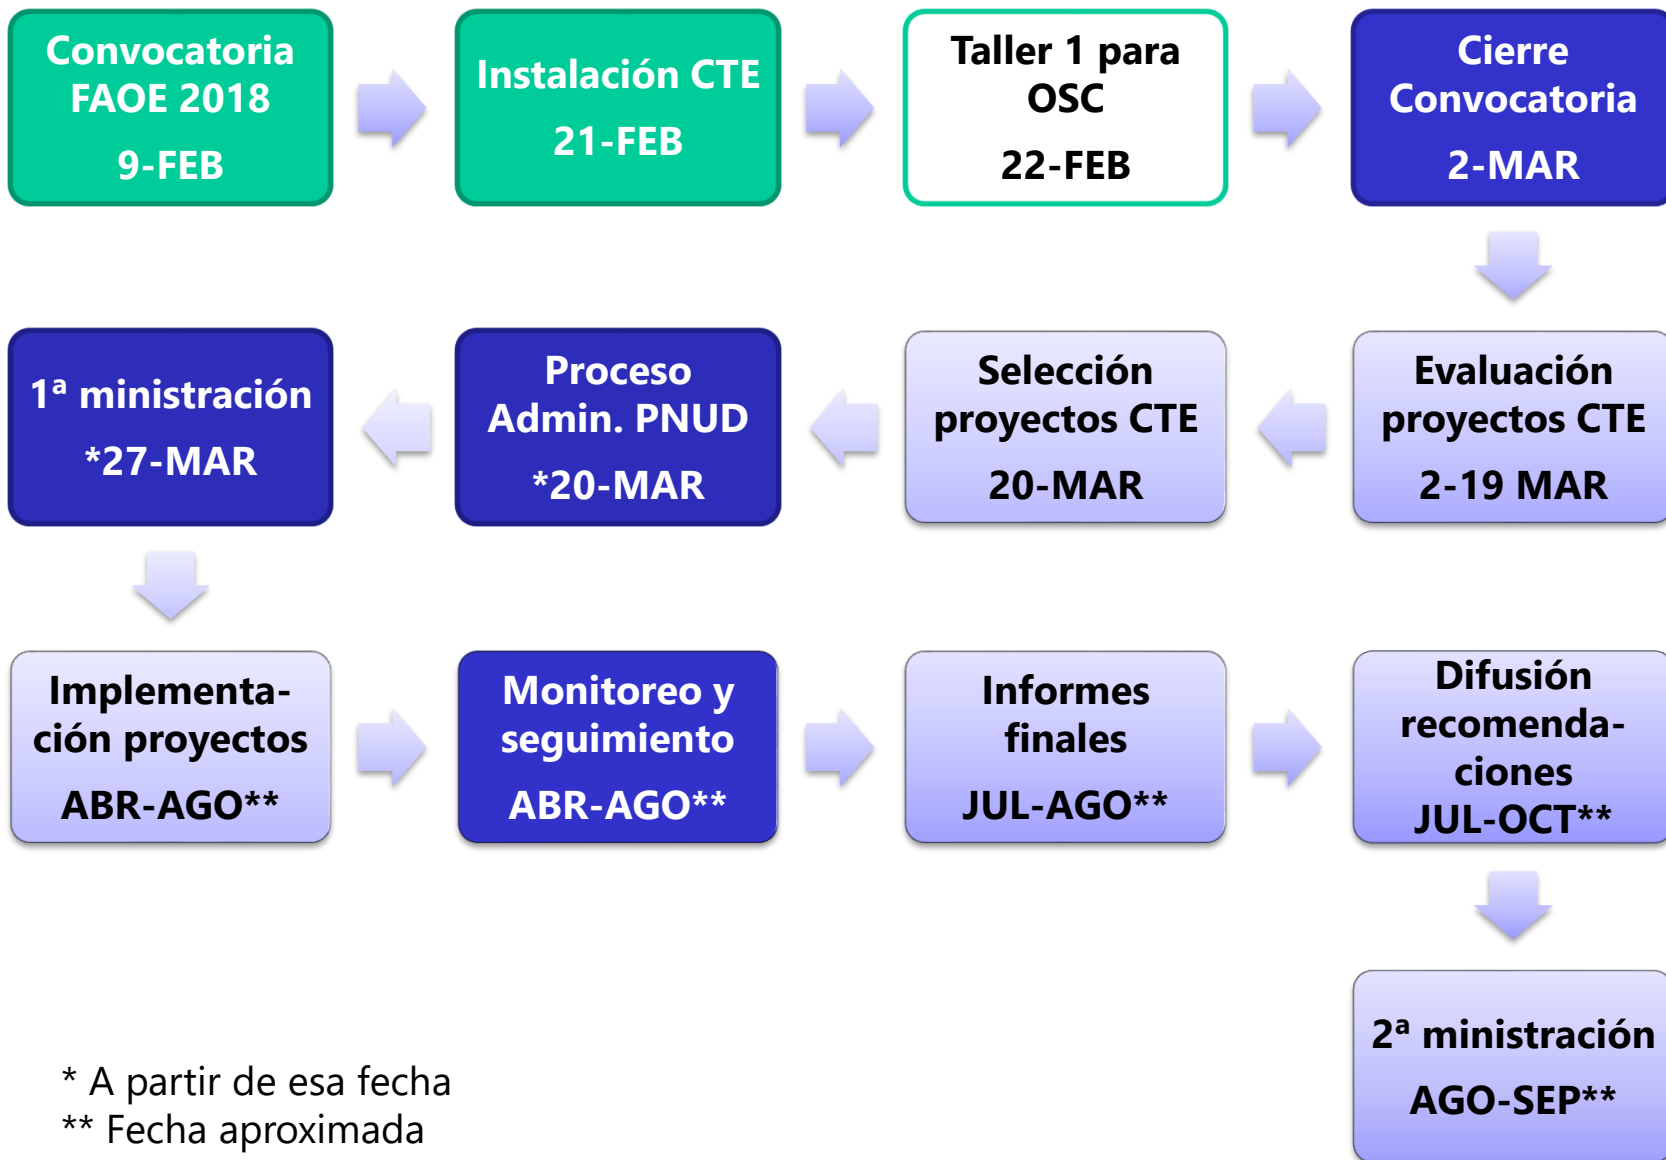 Convocatoria
FAOE 2018
9-FEB
Instalación CTE
21-FEB
Taller 1 para
OSC
22-FEB
Cierre
Convocatoria
2-MAR
Evaluación
proyectos CTE
2-19 MAR
Selección
proyectos CTE
20-MAR
Proceso
Admin. PNUD
*20-MAR
1ª ministración
*27-MAR
Implementa-
ción proyectos
ABR-AGO**
Monitoreo y
seguimiento
ABR-AGO**
Informes
finales
JUL-AGO**
Difusión
recomenda-
ciones
JUL-OCT**
2ª ministración
AGO-SEP**
* A partir de esa fecha
** Fecha aproximada